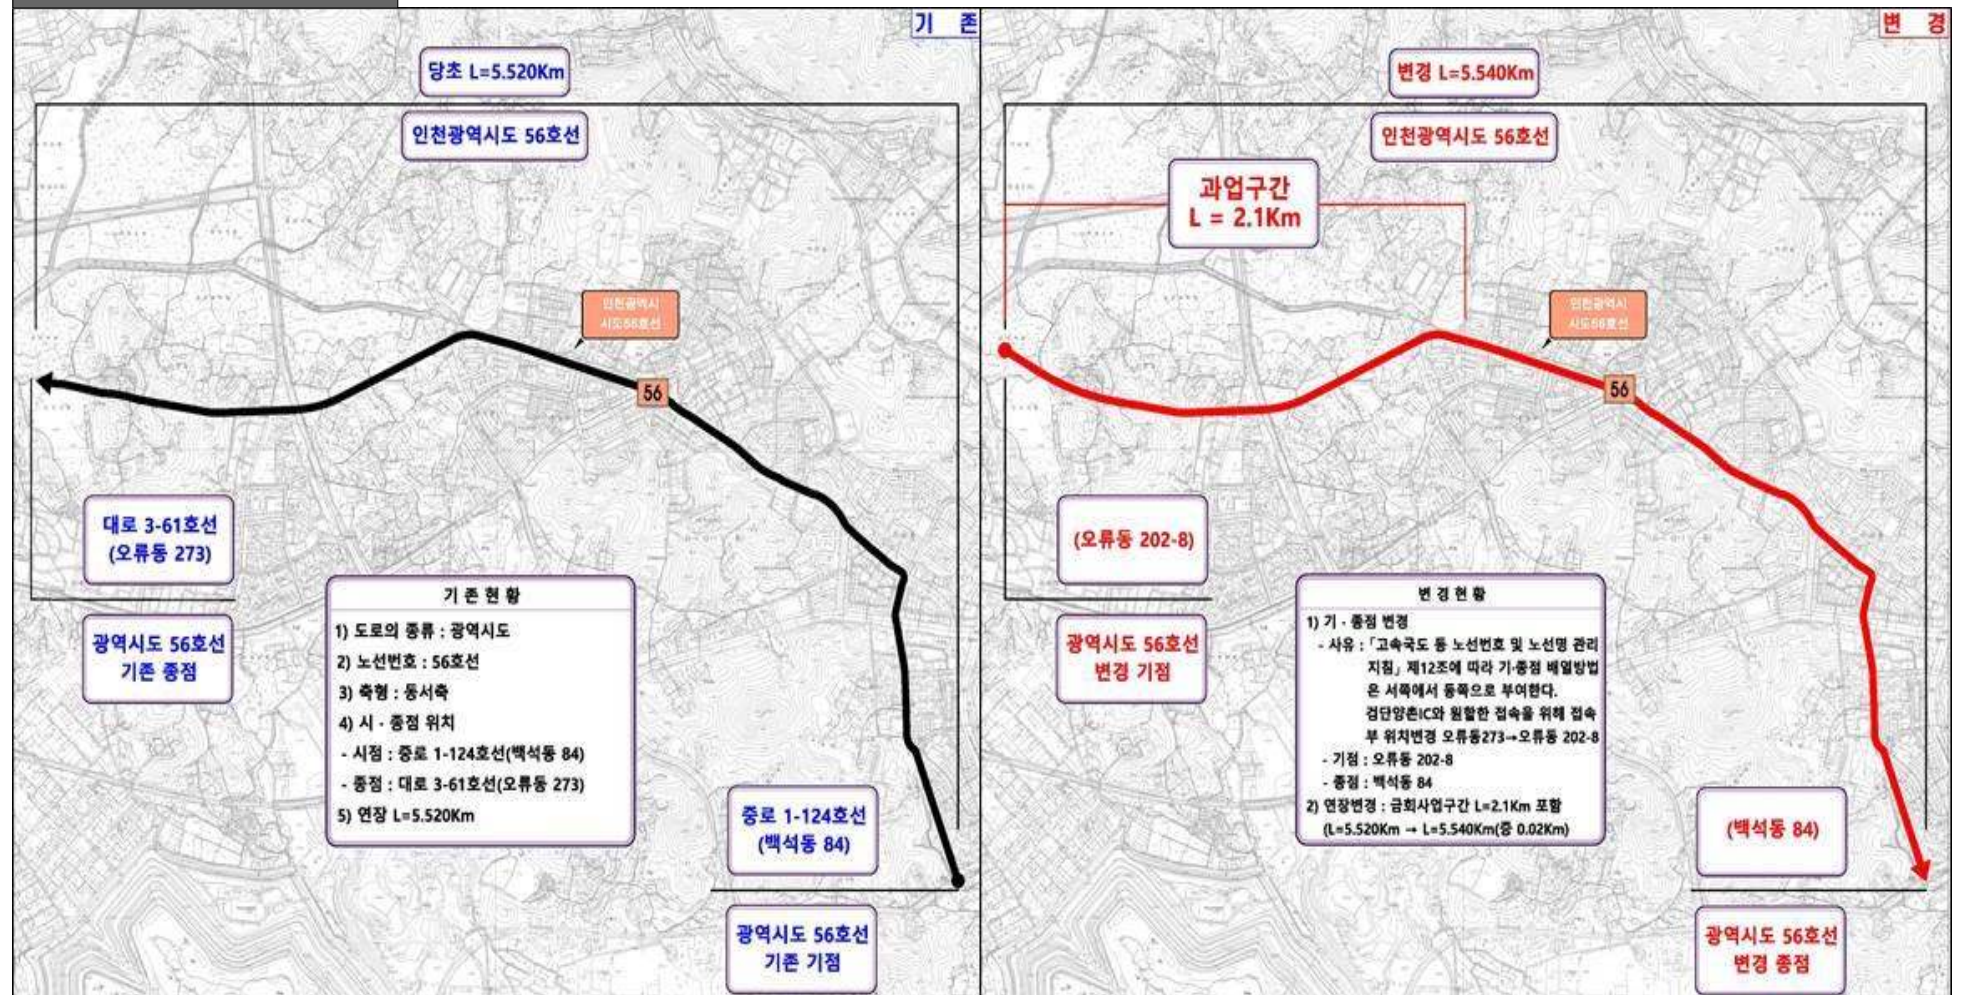 기 존
당초 L=5.520Km
인천광역시도 56호선
인천광역시
시도56호선
56
대로 3-61호선
(오류동 273)
광역시도 56호선
기존 종점
기 존 현 황
1) 도로의 종류 : 광역시도
2) 노선번호 : 56호선
3) 축형 : 동서축
4) 시 · 종점 위치
- 시점 : 중로 1-124호선(백석동 84)
- 종점 : 대로 3-61호선(오류동 273)
5) 연장 L=5.520Km
중로 1-124호선
(백석동 84)
광역시도 56호선
기존 기점
변 경
변경 L=5.540Km
인천광역시도 56호선
과업구간
L = 2.1Km
인천광역시
시도56호선
56
(오류동 202-8)
광역시도 56호선
변경 기점
변 경 현 황
1) 기 · 종점 변경
- 사유 : 「고속국도 등 노선번호 및 노선명 관리
지침」 제12조에 따라 기·종점 배열방법
은 서쪽에서 동쪽으로 부여한다.
검단양촌IC와 원할한 접속을 위해 접속
부 위치변경 오류동273→오류동 202-8
- 기점 : 오류동 202-8
- 종점 : 백석동 84
2) 연장변경 : 금회사업구간 L=2.1Km 포함
(L=5.520Km → L=5.540Km(증 0.02Km)
(백석동 84)
광역시도 56호선
변경 종점